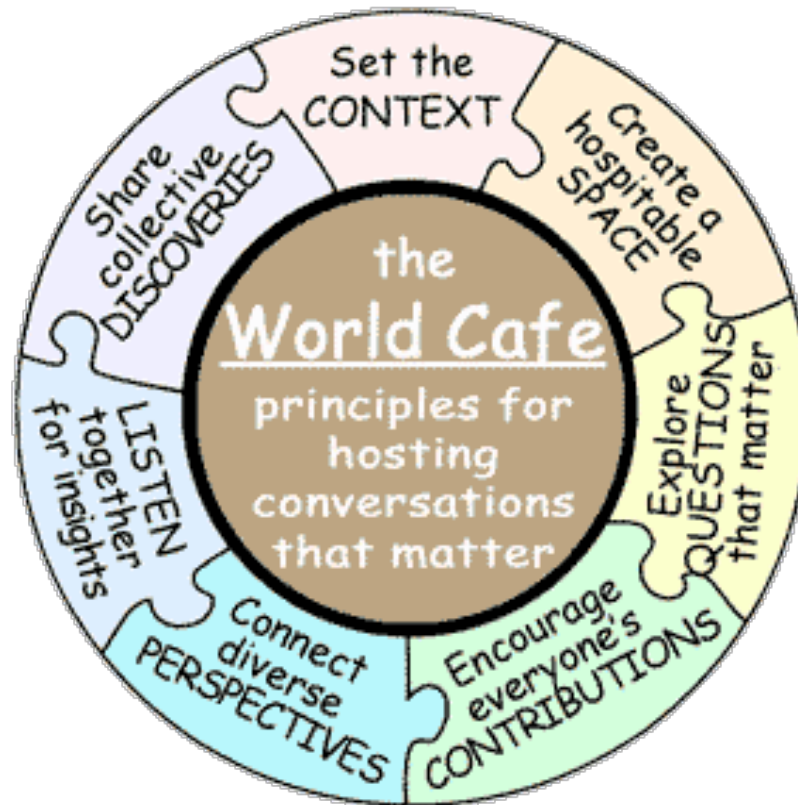 the
World Cafe
principles for
hosting
conversations
that matter
Set the
CONTEXT
Create a
hospitable
SPACE
Explore
QUESTIONS
that matter
Encourage
everyone's
CONTRIBUTIONS
Connect
diverse
PERSPECTIVES
LISTEN
together
for insights
Share
collective
DISCOVERIES